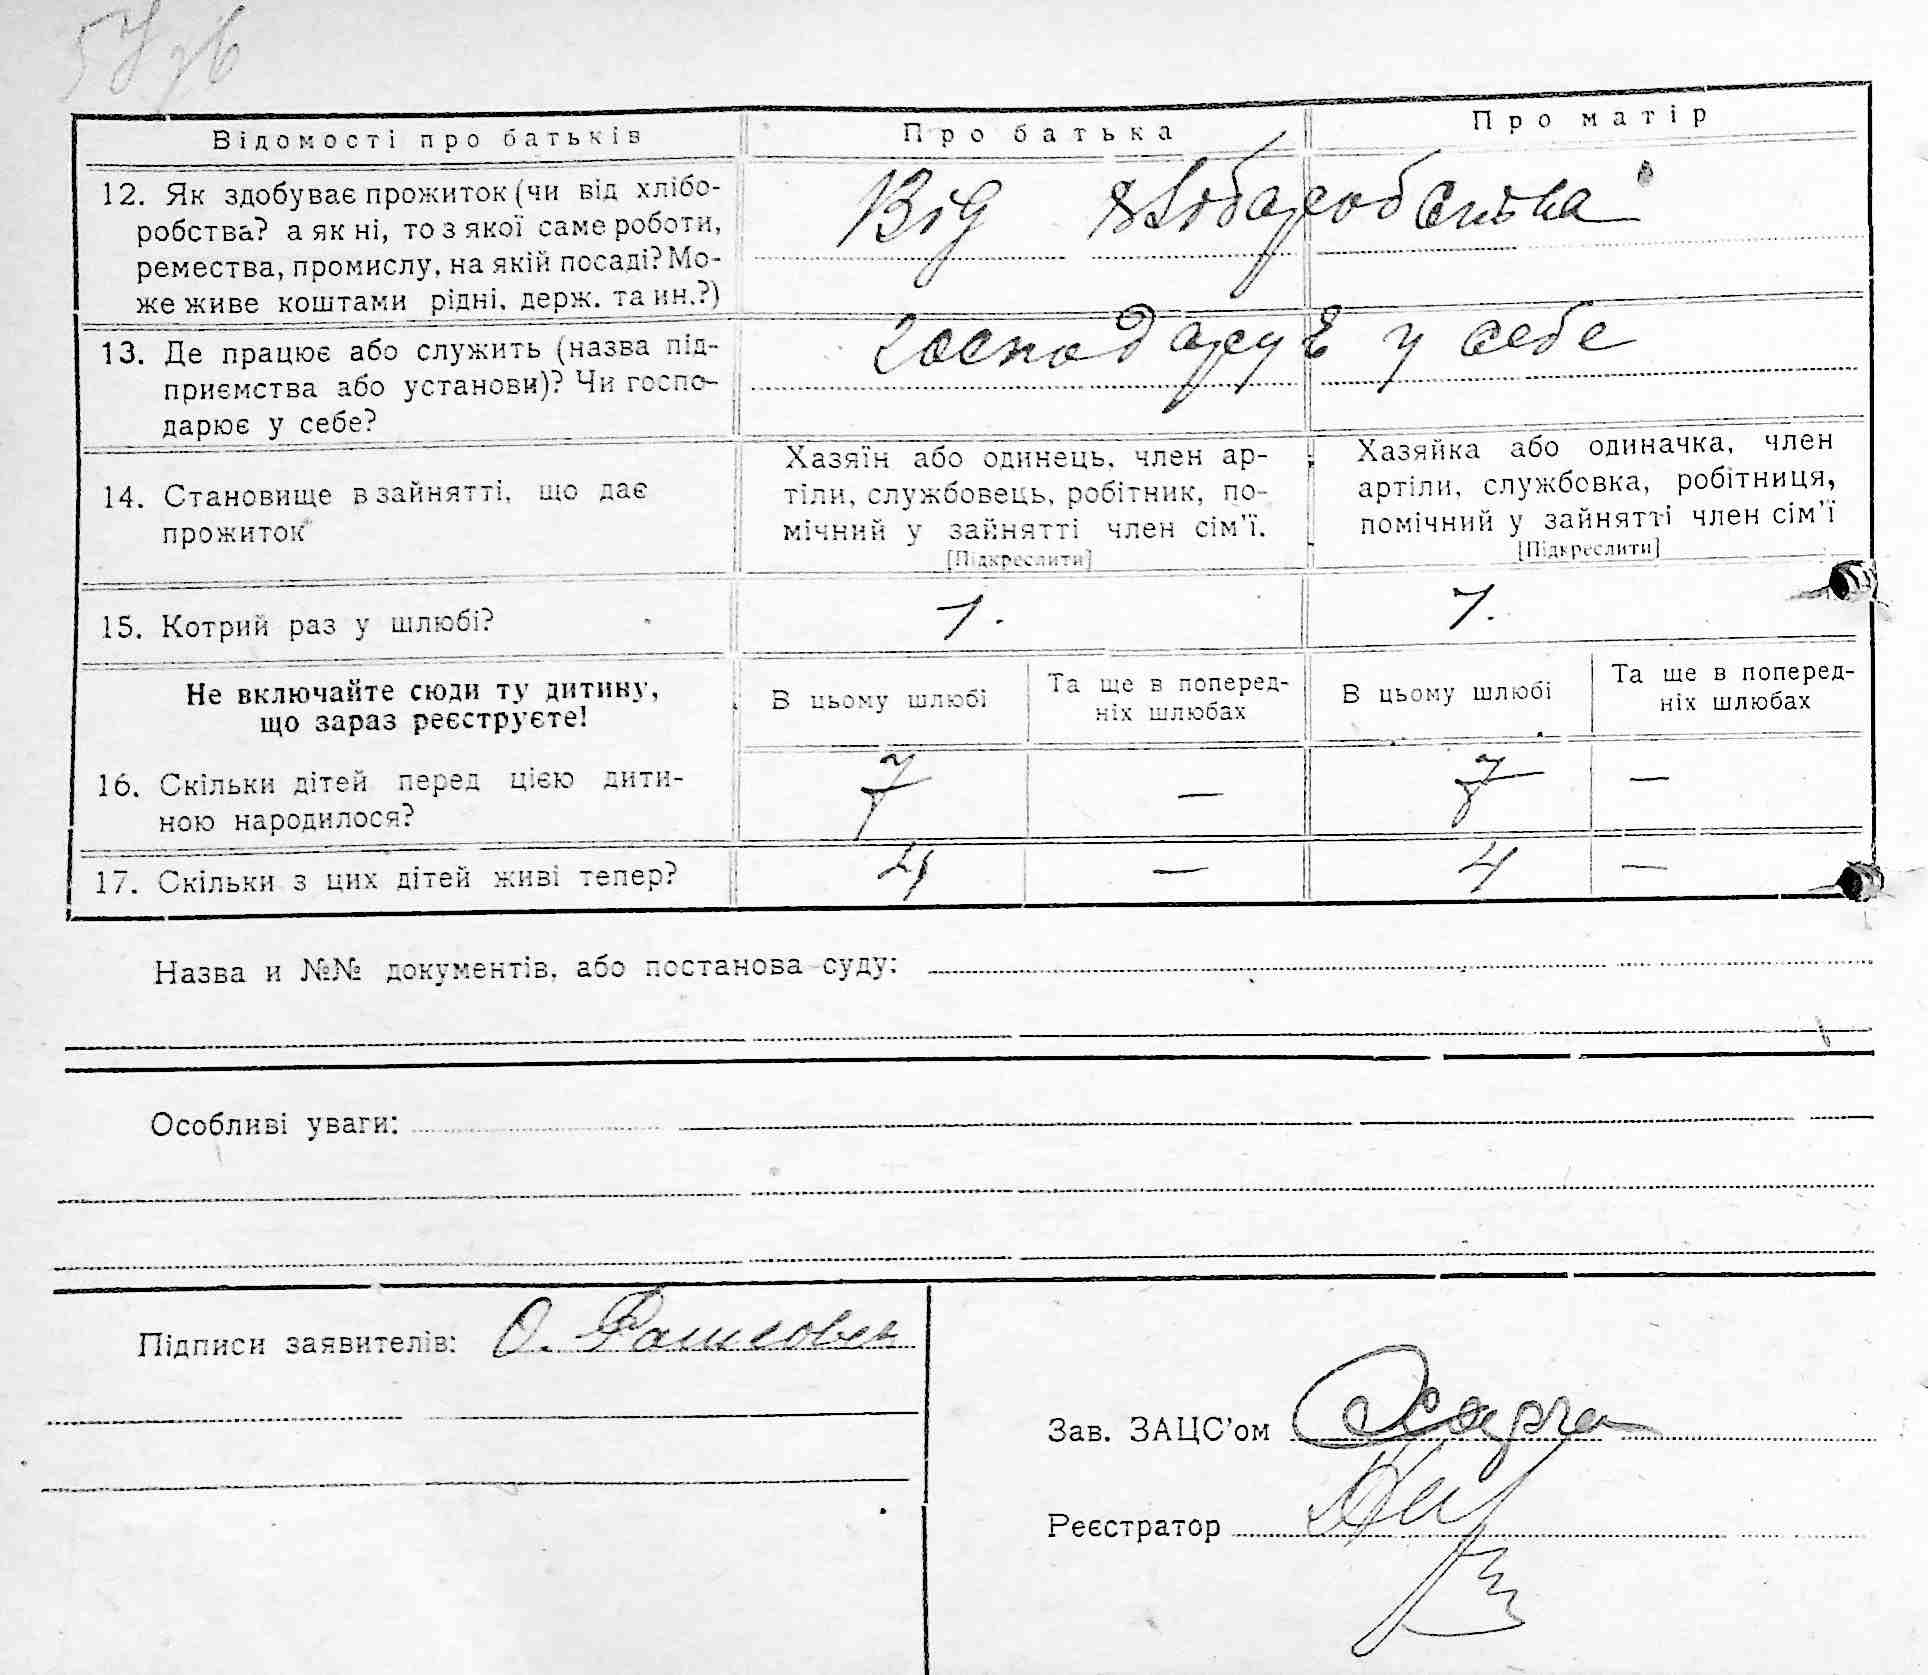 Відомості про батьків
Про батька
Про матір
12. Як здобуває прожиток (чи від хлібо-
робства? а як ні, то з якої саме роботи,
ремества, промислу, на якій посаді? Мо-
же живе коштами рідні, держ. та ин.?)
Від хлібаробства
13. Де працює або служить (назва під-
приємства або установи)? Чи госпо-
дарює у себе?
господарує у себе
14. Становище в зайнятті, що дає
прожиток
Хазяїн або одинець, член ар-
тіли, службовець, робітник, по-
мічний у зайнятті член сім'ї.
[Підкреслити]
Хазяйка або одиначка, член
артіли, службовка, робітниця,
помічний у зайнятті член сім'ї
[Підкреслити]
15. Котрий раз у шлюбі?
1.
1.
Не включайте сюди ту дитину,
що зараз реєструєте!
В цьому шлюбі
Та ще в поперед-
ніх шлюбах
В цьому шлюбі
Та ще в поперед-
ніх шлюбах
16. Скільки дітей перед цією дити-
ною народилося?
7
—
7
—
17. Скільки з цих дітей живі тепер?
4
—
4
—
Назва и №№ документів, або постанова суду:
Особливі уваги:
Підписи заявителів: О.
Зав. ЗАЦС'ом
Реєстратор